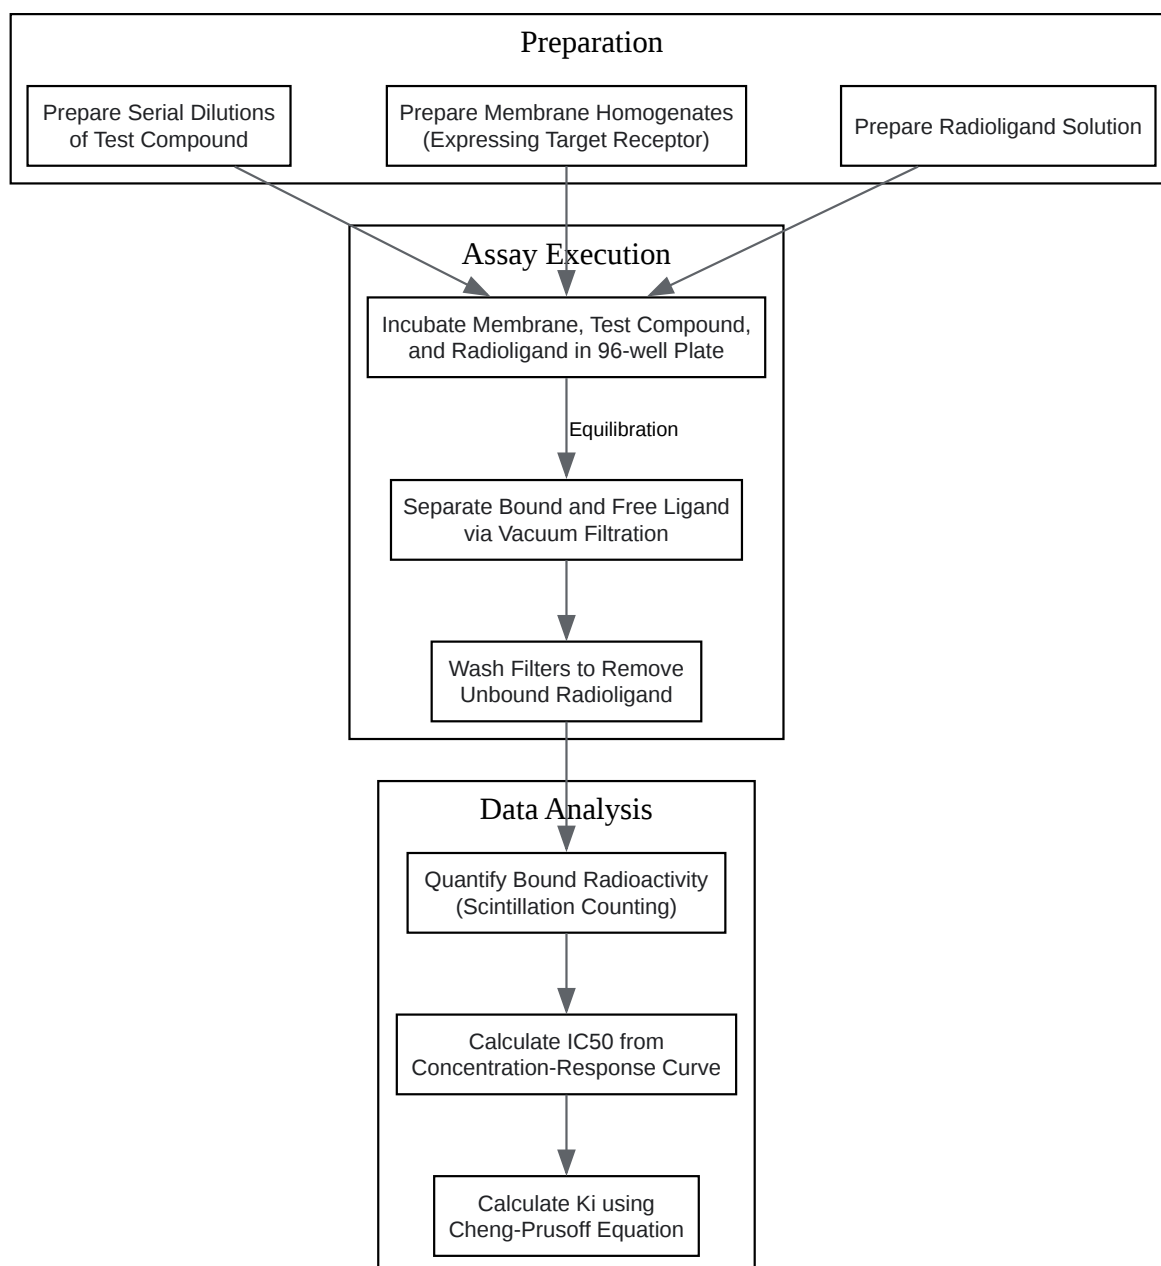 Preparation
Prepare Serial Dilutions
of Test Compound
Prepare Membrane Homogenates
(Expressing Target Receptor)
Prepare Radioligand Solution
Assay Execution
Incubate Membrane, Test Compound,
and Radioligand in 96-well Plate
Equilibration
Separate Bound and Free Ligand
via Vacuum Filtration
Wash Filters to Remove
Unbound Radioligand
Data Analysis
Quantify Bound Radioactivity
(Scintillation Counting)
Calculate IC50 from
Concentration-Response Curve
Calculate Ki using
Cheng-Prusoff Equation